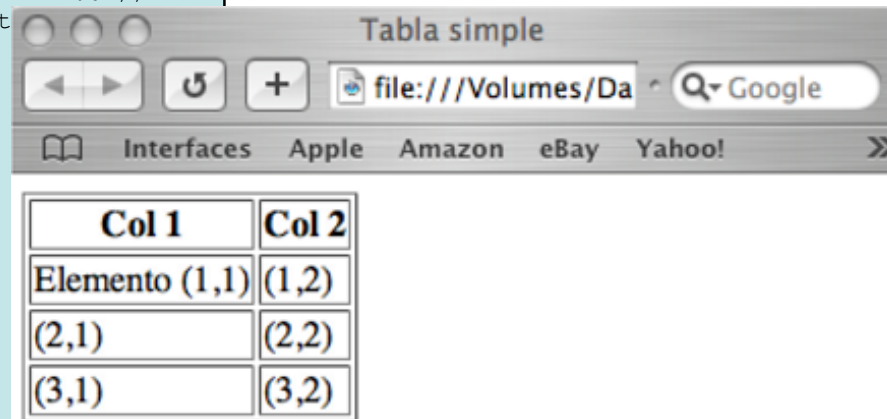 t
Tabla simple
file:///Volumes/Da Google
Interfaces Apple Amazon eBay Yahoo!
Col 1 Col 2
Elemento (1,1) (1,2)
(2,1) (2,2)
(3,1) (3,2)